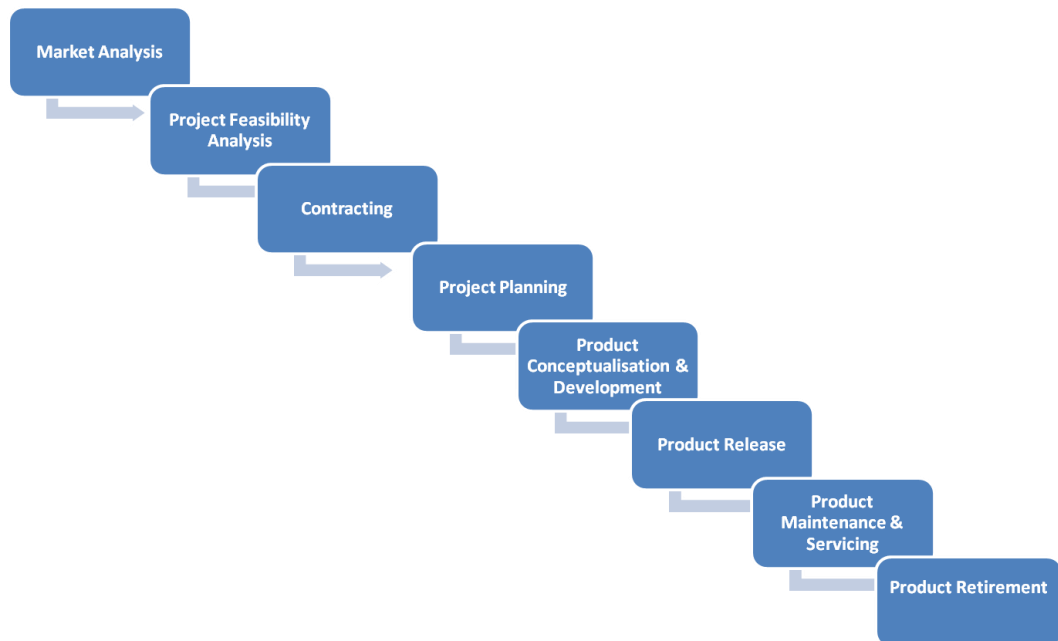 Market Analysis
Project Feasibility
Analysis
Contracting
Project Planning
Product
Conceptualisation &
Development
Product Release
Product
Maintenance &
Servicing
Product Retirement